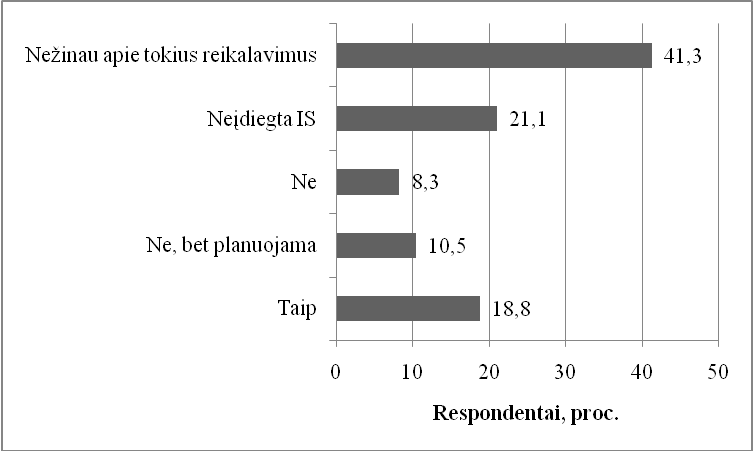 Nežinau apie tokius reikalavimus 41,3
Neįdiegta IS 21,1
Ne 8,3
Ne, bet planuojama 10,5
Taip 18,8
0 10 20 30 40 50
Respondentai, proc.